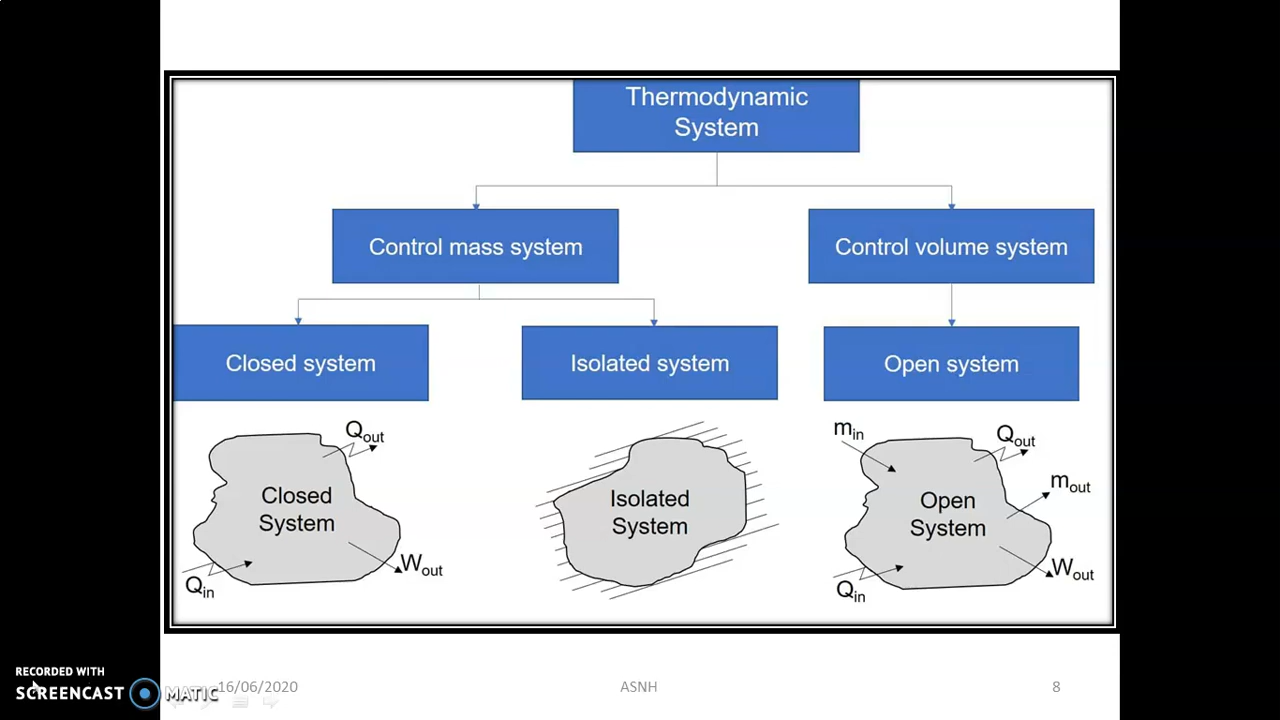 Thermodynamic
System
Control mass system
Control volume system
Closed system
Isolated system
Open system
Qout
Closed
System
Wout
Qin
Isolated
System
min
Qout
mout
Open
System
Wout
Qin
RECORDED WITH
SCREENCAST MATIC
16/06/2020
ASNH
8